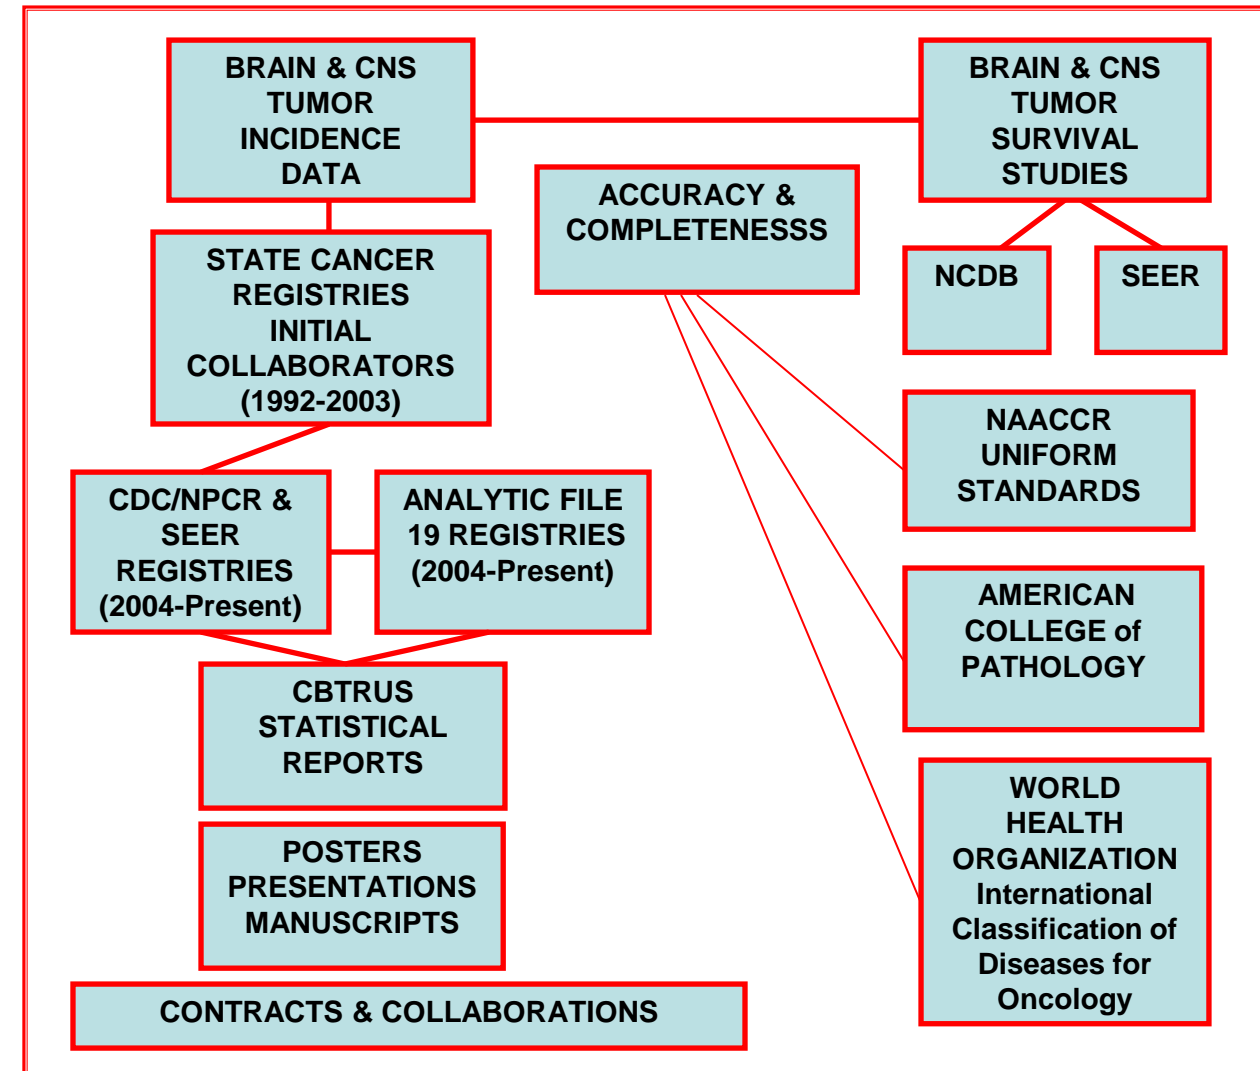 BRAIN & CNS
TUMOR
INCIDENCE
DATA
BRAIN & CNS
TUMOR
SURVIVAL
STUDIES
ACCURACY &
COMPLETENESSS
STATE CANCER
REGISTRIES
INITIAL
COLLABORATORS
(1992-2003)
NCDB
SEER
CDC/NPCR &
SEER
REGISTRIES
(2004-Present)
ANALYTIC FILE
19 REGISTRIES
(2004-Present)
NAACCR
UNIFORM
STANDARDS
AMERICAN
COLLEGE of
PATHOLOGY
CBTRUS
STATISTICAL
REPORTS
POSTERS
PRESENTATIONS
MANUSCRIPTS
WORLD
HEALTH
ORGANIZATION
International
Classification of
Diseases for
Oncology
CONTRACTS & COLLABORATIONS